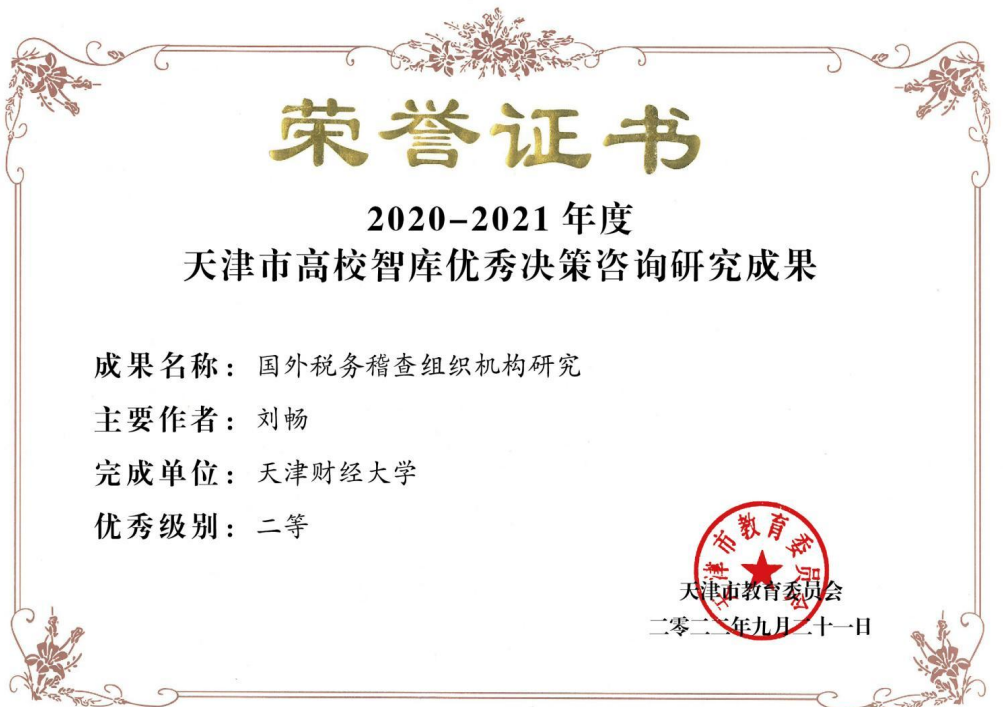 荣誉证书
2020-2021 年度
天津市高校智库优秀决策咨询研究成果
成果名称：国外税务稽查组织机构研究
主要作者：刘畅
完成单位：天津财经大学
优秀级别：二等
天津市教育委员会
天津市教育委员会
二零二二年九月二十一日